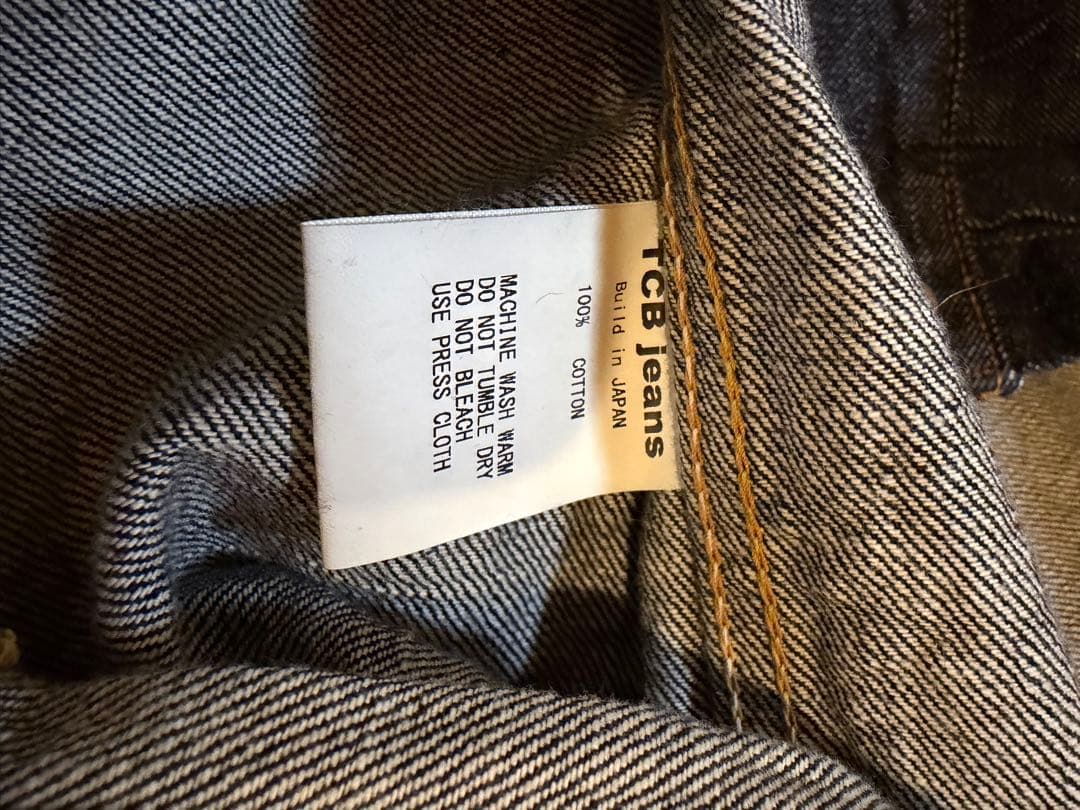 TCB jeans
Build in JAPAN
100% COTTON
MACHINE WASH WARM
DO NOT TUMBLE DRY
DO NOT BLEACH
USE PRESS CLOTH